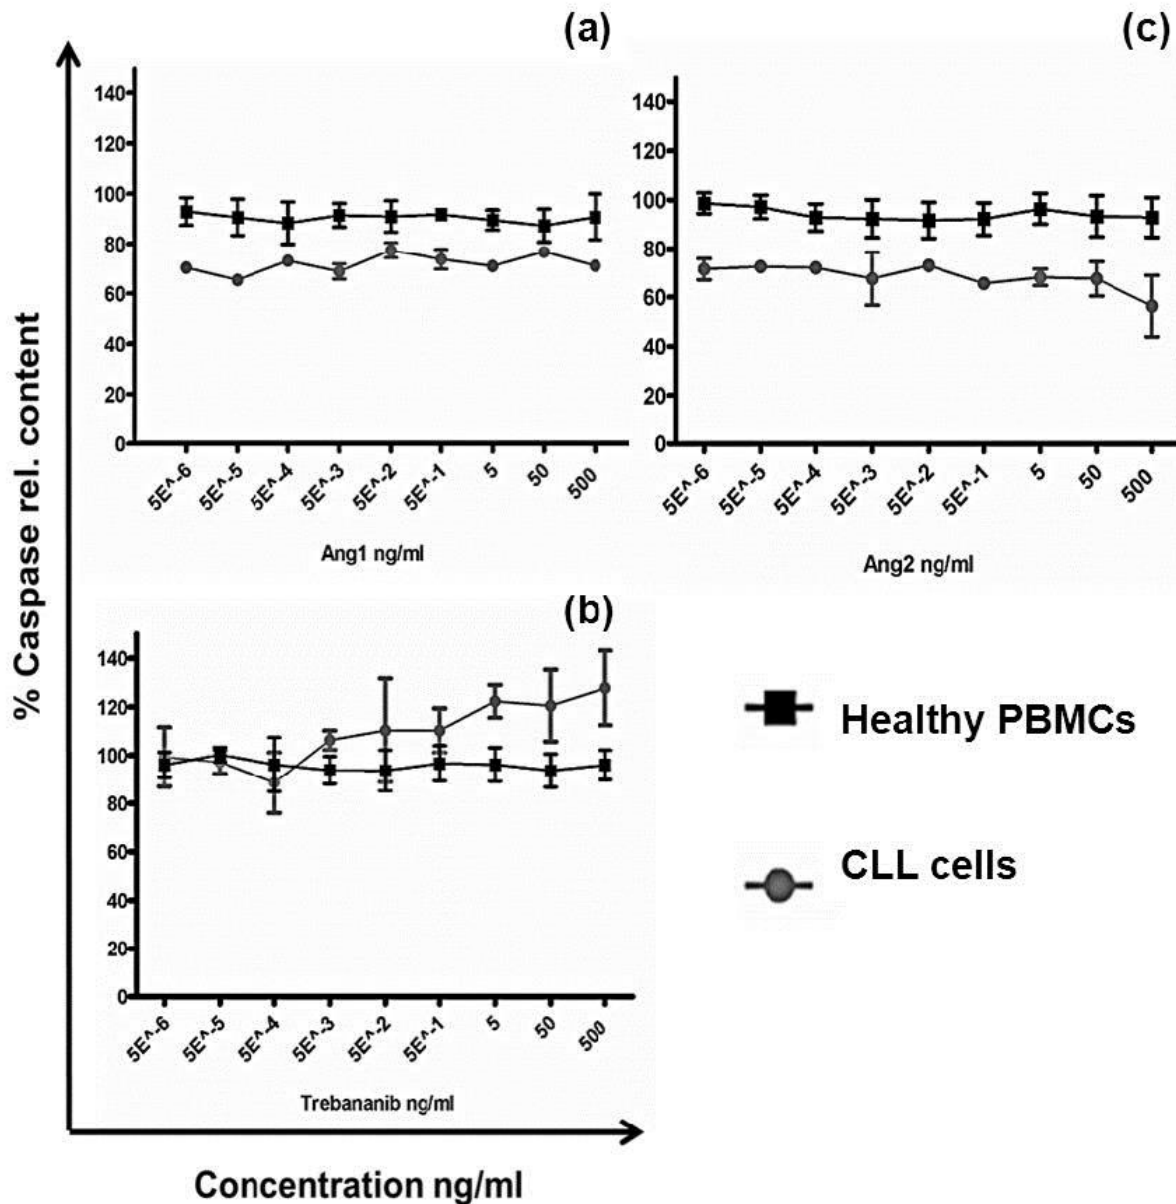 (a)
140
120
100
80
60
40
20
0
5E^-6 5E^-5 5E^-4 5E^-3 5E^-2 5E^-1 5 50 500
Ang1 ng/ml
(c)
140
120
100
80
60
40
20
0
5E^-6 5E^-5 5E^-4 5E^-3 5E^-2 5E^-1 5 50 500
Ang2 ng/ml
% Caspase rel. content
(b)
140
120
100
80
60
40
20
0
5E^-6 5E^-5 5E^-4 5E^-3 5E^-2 5E^-1 5 50 500
Trebananib ng/ml
Healthy PBMCs
CLL cells
Concentration ng/ml